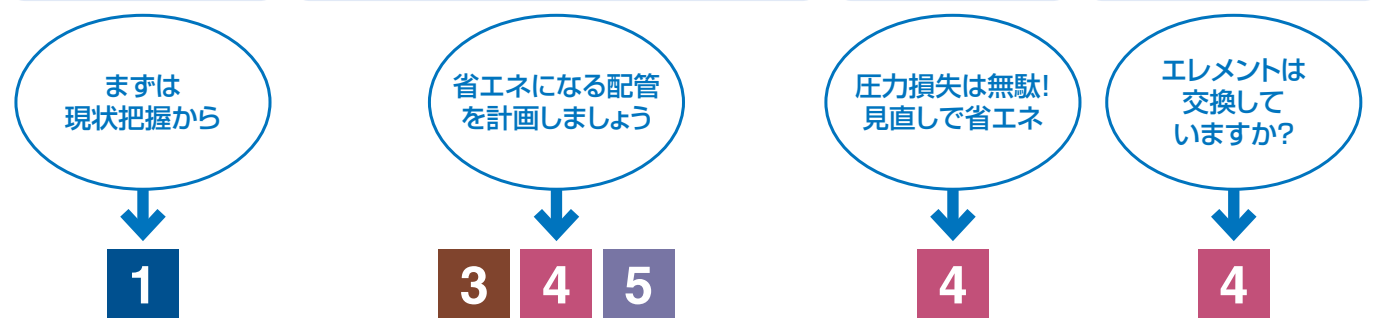 まずは
現状把握から
省エネになる配管
を計画しましょう
圧力損失は無駄!
見直しで省エネ
エレメントは
交換して
いますか?
1
3 4 5
4
4